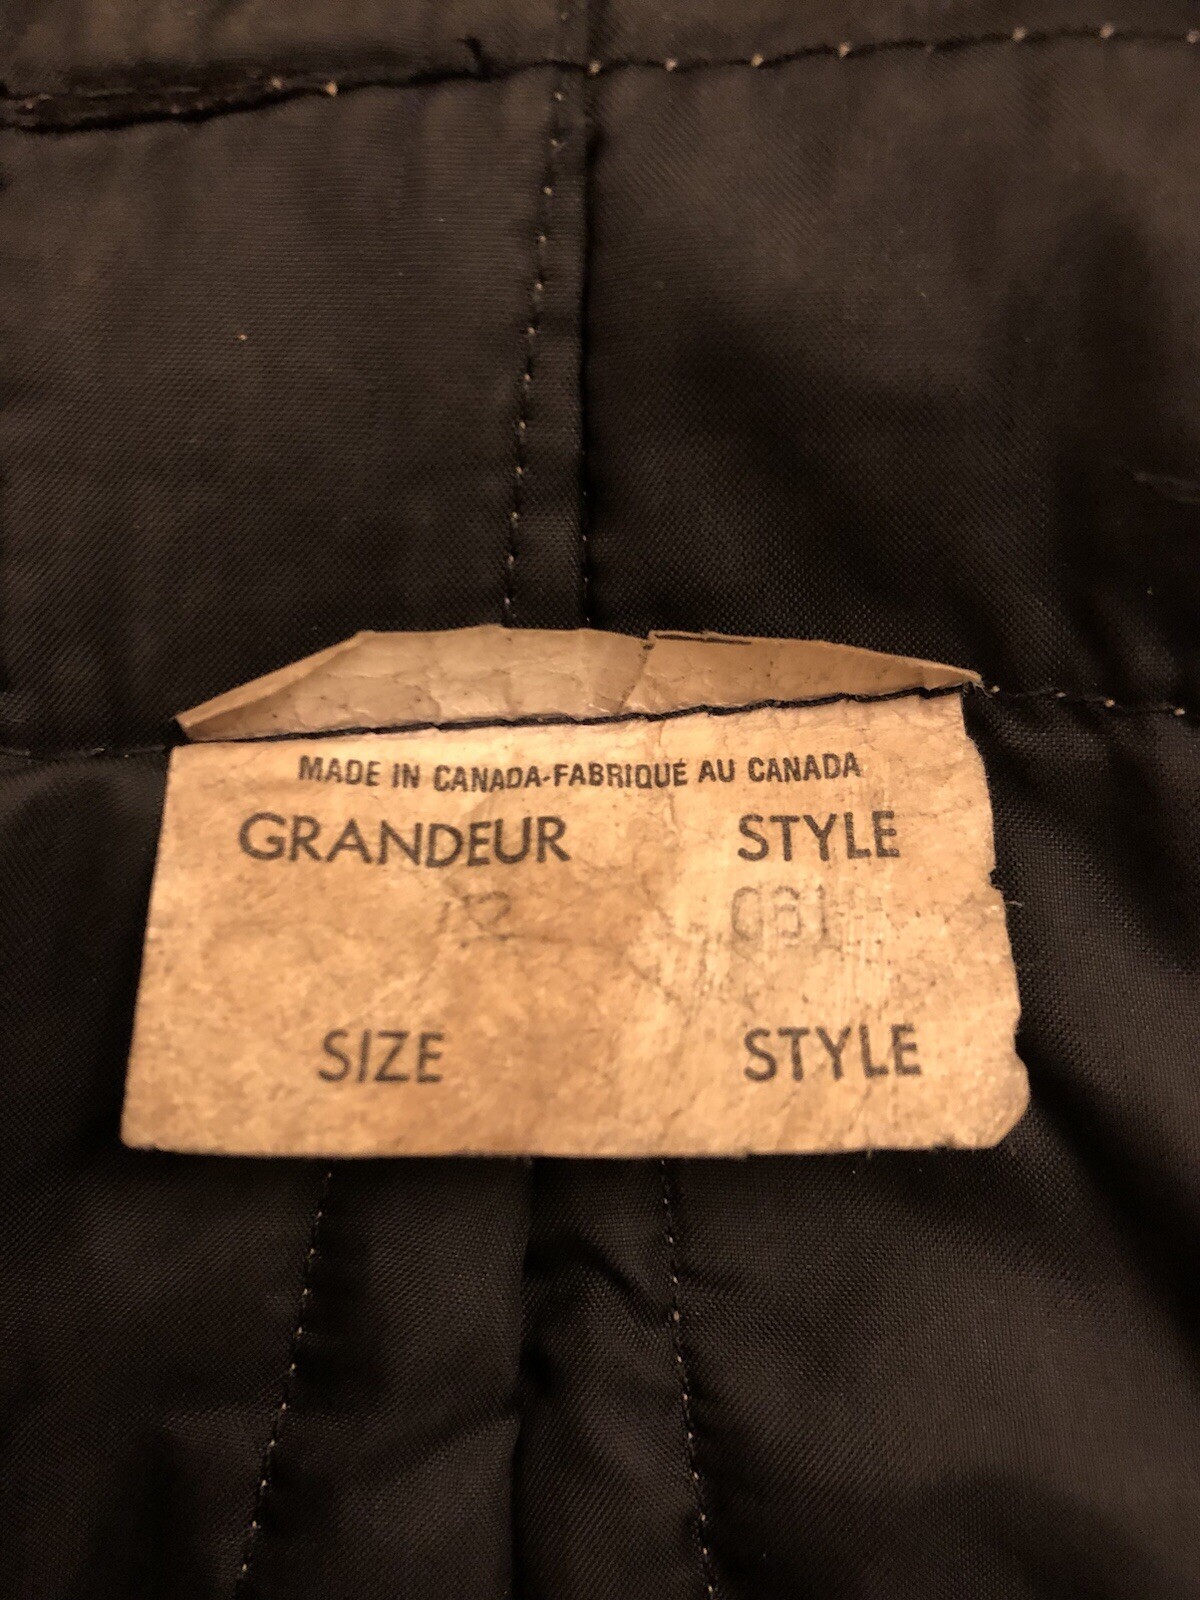 MADE IN CANADA-FABRIQUÉ AU CANADA
GRANDEUR STYLE
SIZE STYLE